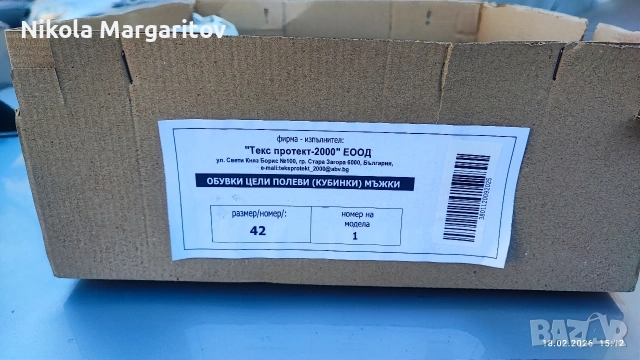 Nikola Margaritov
фирма - изпълнител:
"Текс протект-2000" ЕООД
ул. Свети Княз Борис №100, гр. Стара Загора 6000, България,
e-mail:teksprotekt_2000@abv.bg
ОБУВКИ ЦЕЛИ ПОЛЕВИ (КУБИНКИ) МЪЖКИ
размер/номер/:
42
номер на
модела
1
BAZAR
18.02.2026 15:12